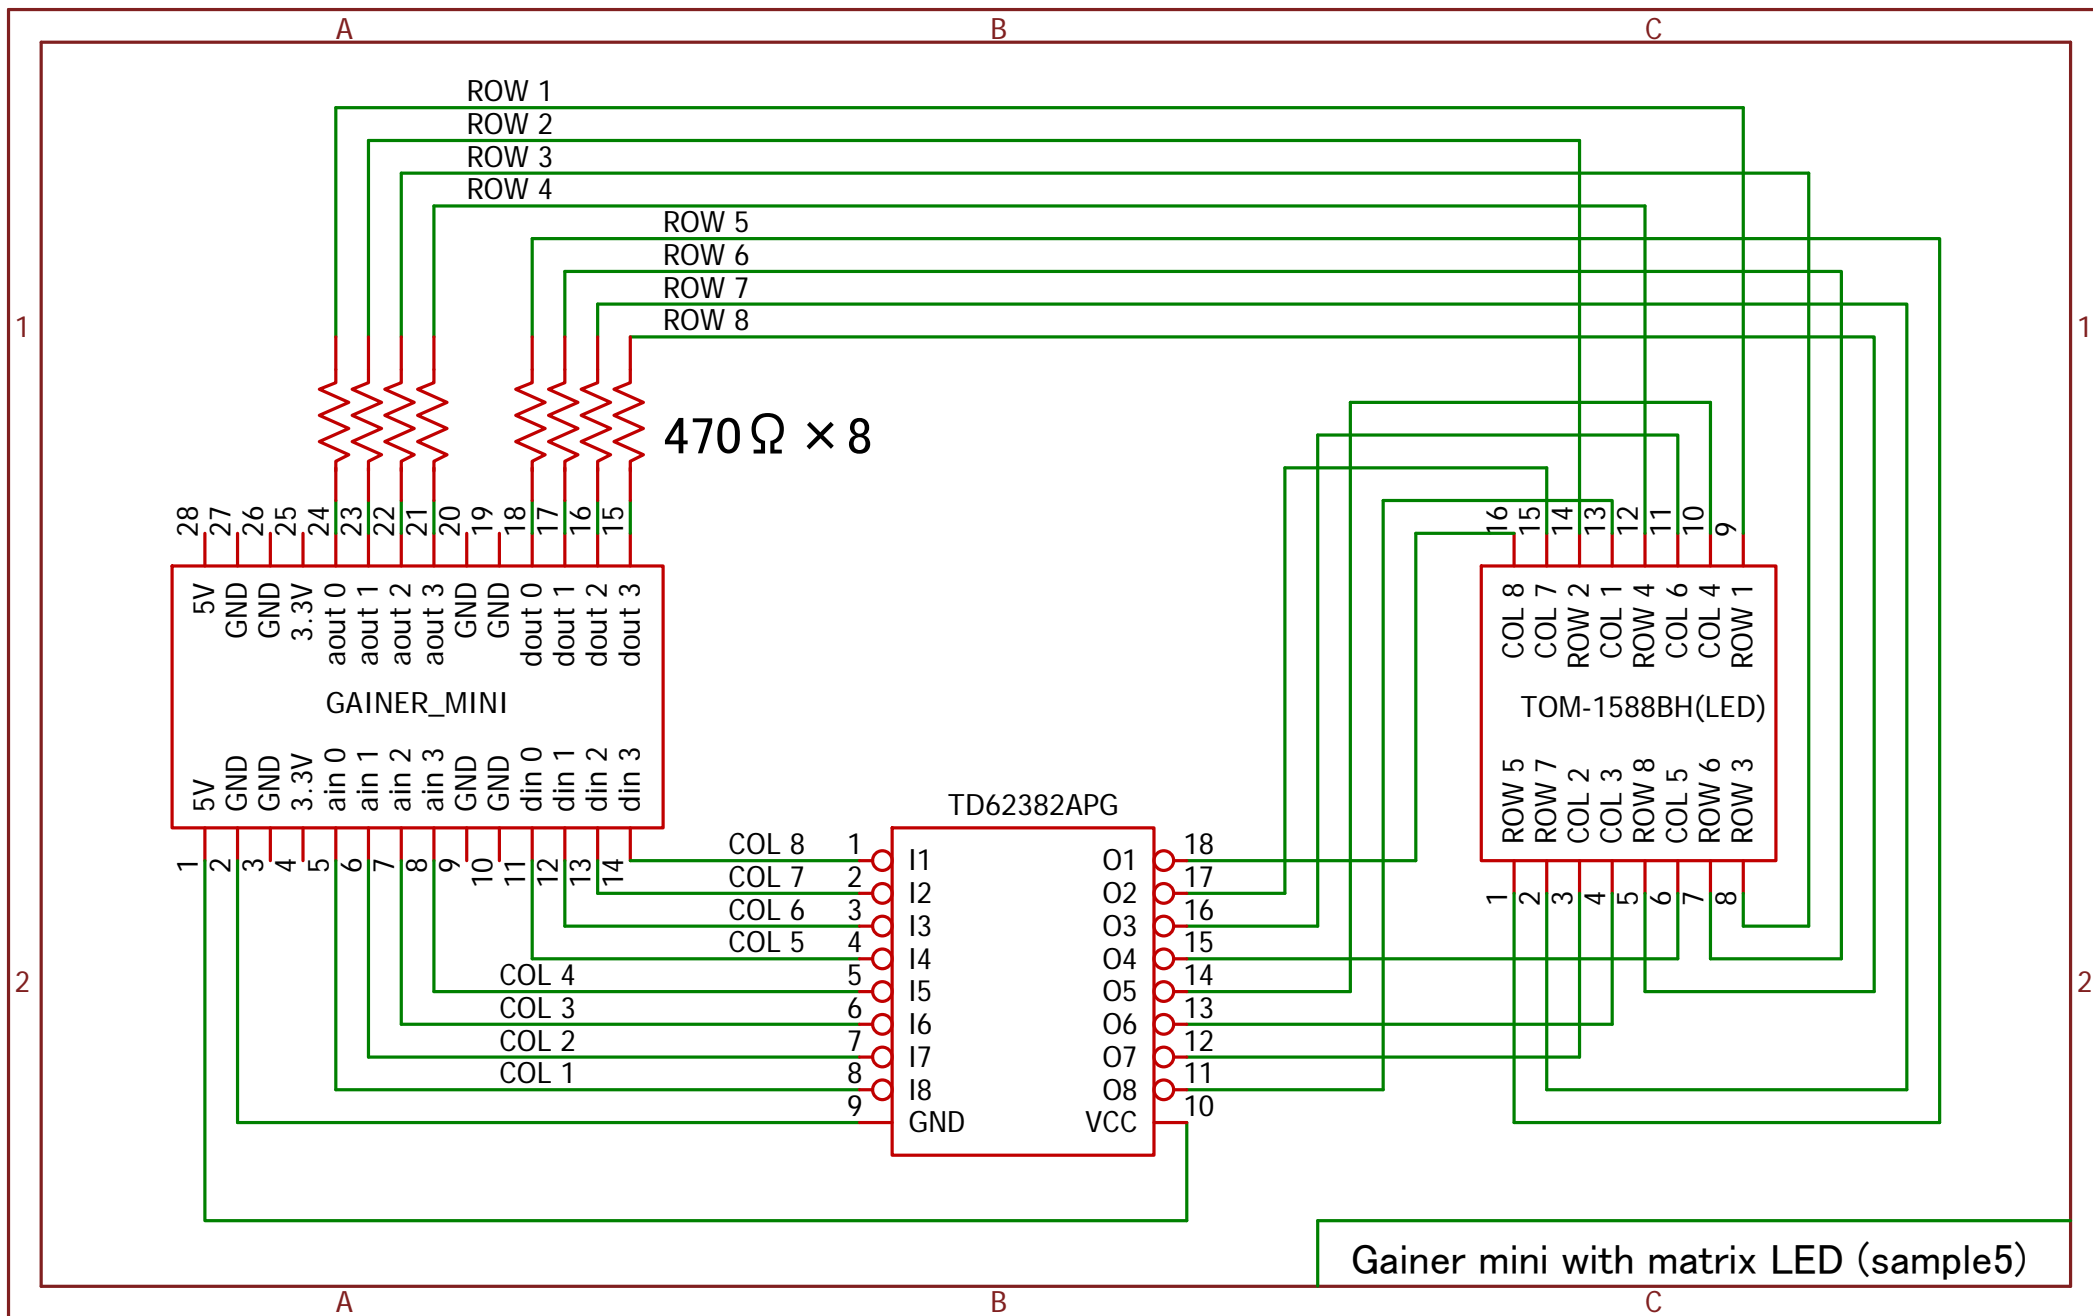 A B C
ROW 1
ROW 2
ROW 3
ROW 4
ROW 5
ROW 6
ROW 7
ROW 8
1 1
470Ω ×8
28 27 26 25 24 23 22 21 20 19 18 17 16 15
16 15 14 13 12 11 10 9
5V GND GND 3.3V aout 0 aout 1 aout 2 aout 3 GND GND dout 0 dout 1 dout 2 dout 3
COL 8 COL 7 ROW 2 COL 1 ROW 4 COL 6 COL 4 ROW 1
GAINER_MINI
TOM-1588BH(LED)
5V GND GND 3.3V ain 0 ain 1 ain 2 ain 3 GND GND din 0 din 1 din 2 din 3
ROW 5 ROW 7 COL 2 COL 3 ROW 8 COL 5 ROW 6 ROW 3
1 2 3 4 5 6 7 8 9 10 11 12 13 14
1 2 3 4 5 6 7 8
TD62382APG
COL 8 1 I1 O1 18
COL 7 2 I2 O2 17
COL 6 3 I3 O3 16
COL 5 4 I4 O4 15
COL 4 5 I5 O5 14
COL 3 6 I6 O6 13
COL 2 7 I7 O7 12
COL 1 8 I8 O8 11
9 GND VCC 10
2 2
Gainer mini with matrix LED (sample5)
A B C